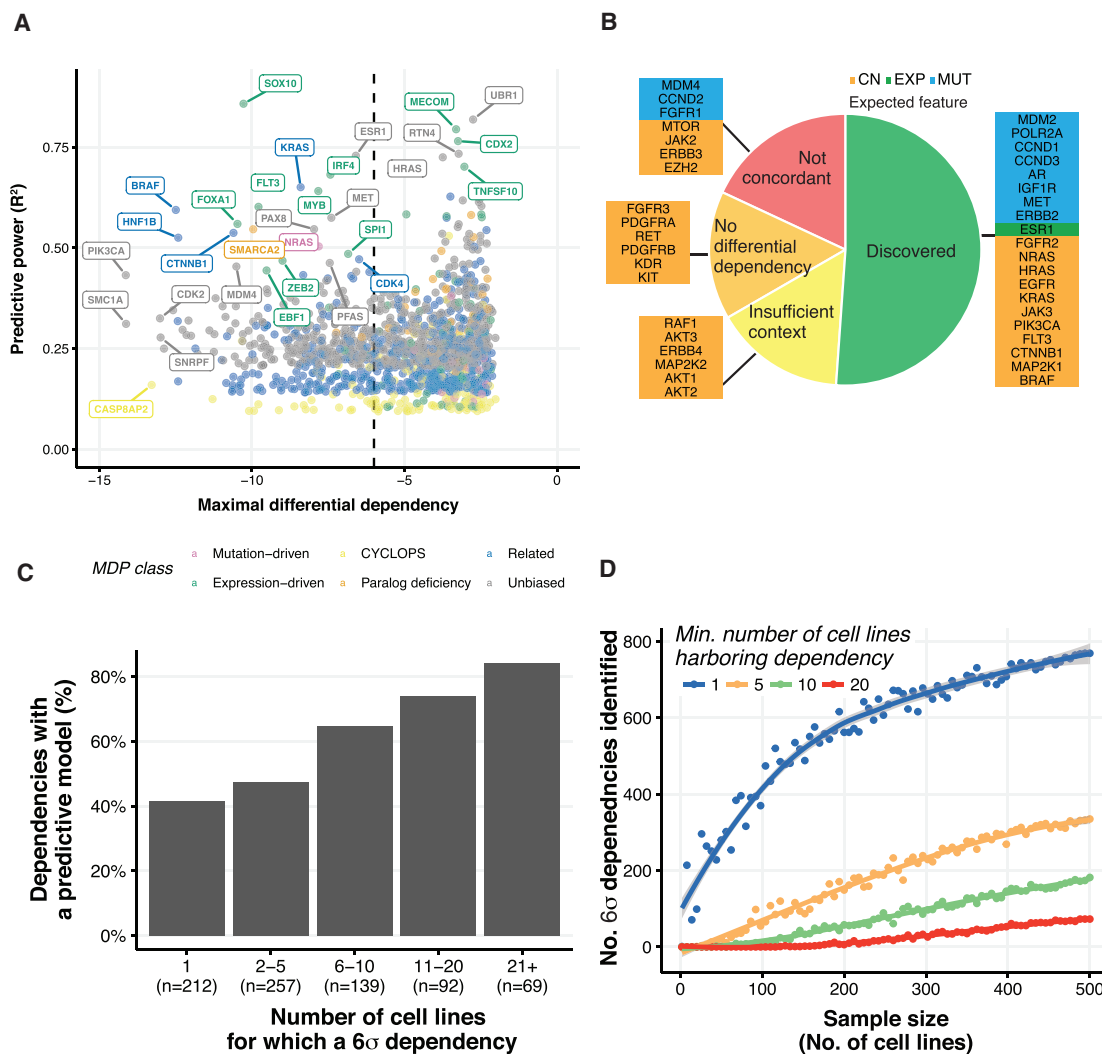 A
Predictive power (R²)
0.75
0.50
0.25
0.00
SOX10
MECOM
UBR1
ESR1
RTN4
CDX2
KRAS
IRF4
HRAS
TNFSF10
BRAF
FLT3
FOXA1
MYB
MET
HNF1B
PAX8
SPI1
NRAS
PIK3CA
SMARCA2
CTNNB1
ZEB2
CDK4
SMC1A
CDK2
MDM4
EBF1
PFAS
SNRPF
CASP8AP2
−15
−10
−5
0
Maximal differential dependency
MDP class
a Mutation−driven
a CYCLOPS
a Related
a Expression−driven
a Paralog deficiency
a Unbiased
B
CN EXP MUT
Expected feature
MDM4
CCND2
FGFR1
MTOR
JAK2
ERBB3
EZH2
FGFR3
PDGFRA
RET
PDGFRB
KDR
KIT
RAF1
AKT3
ERBB4
MAP2K2
AKT1
AKT2
Not
concordant
No
differential
dependency
Insufficient
context
Discovered
MDM2
POLR2A
CCND1
CCND3
AR
IGF1R
MET
ERBB2
ESR1
FGFR2
NRAS
HRAS
EGFR
KRAS
JAK3
PIK3CA
FLT3
CTNNB1
MAP2K1
BRAF
C
Dependencies with
a predictive model (%)
80%
60%
40%
20%
0%
1
(n=212)
2−5
(n=257)
6−10
(n=139)
11−20
(n=92)
21+
(n=69)
Number of cell lines
for which a 6σ dependency
D
No. 6σ depenedncies identified
Min. number of cell lines
harboring dependency
1 5 10 20
800
600
400
200
0
0
100
200
300
400
500
Sample size
(No. of cell lines)